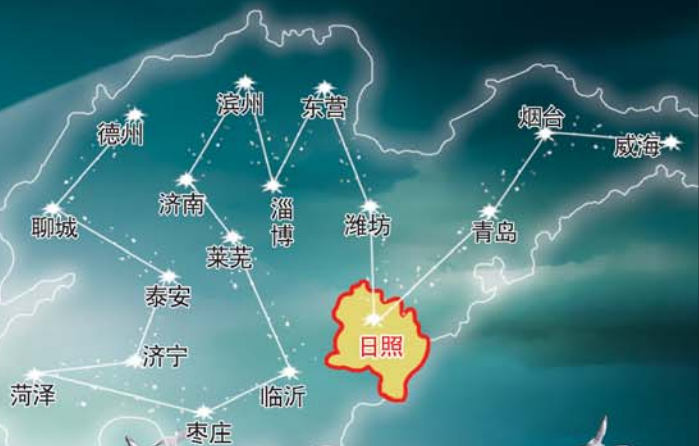 滨州
东营
烟台
德州
威海
济南
淄
博
聊城
潍坊
青岛
莱芜
泰安
日照
济宁
菏泽
临沂
枣庄